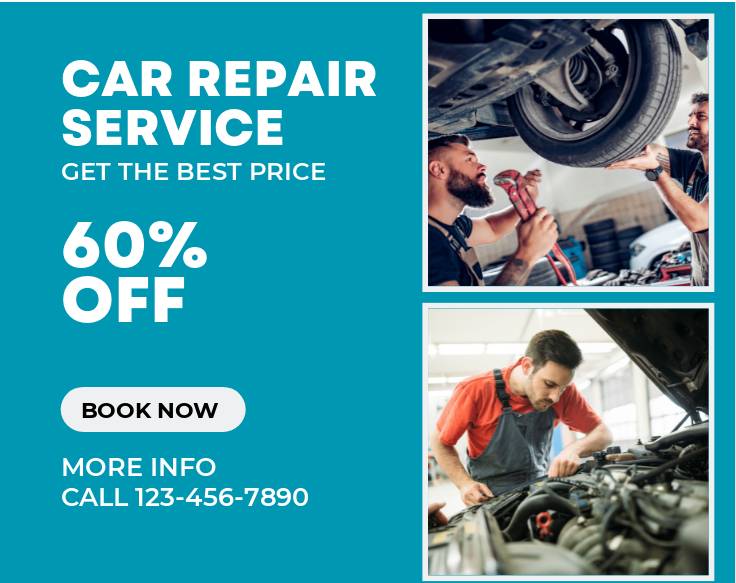 CAR REPAIR
SERVICE
GET THE BEST PRICE
60%
OFF
BOOK NOW
MORE INFO
CALL 123-456-7890